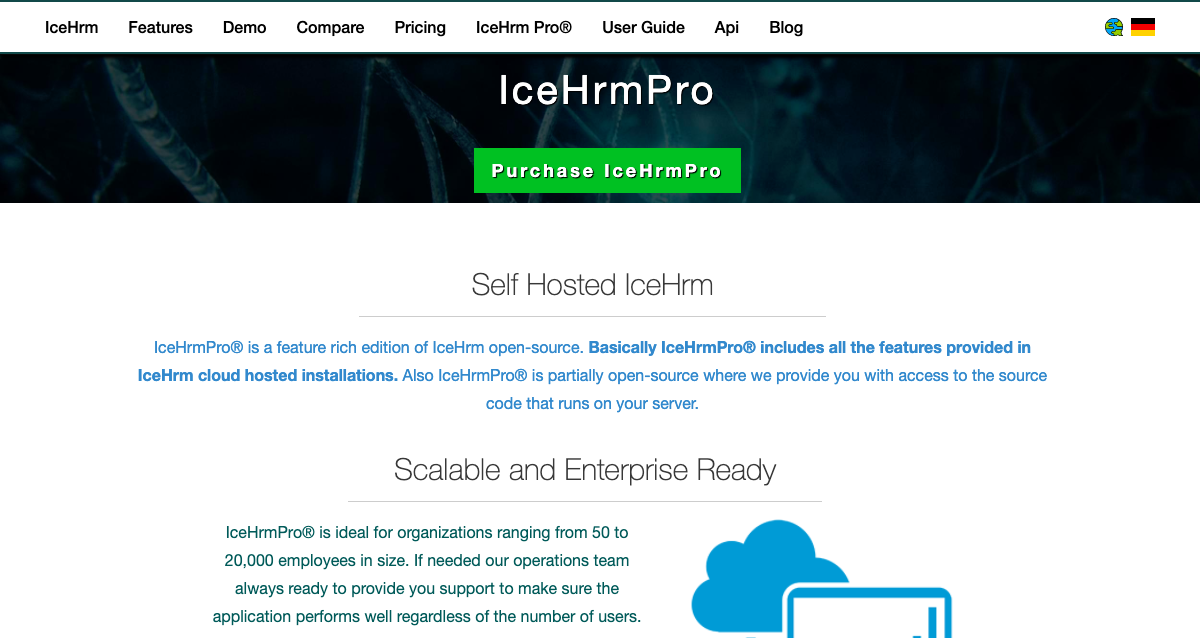 IceHrm Features Demo Compare Pricing IceHrm Pro® User Guide Api Blog
IceHrmPro
Purchase IceHrmPro
Self Hosted IceHrm
IceHrmPro® is a feature rich edition of IceHrm open-source. Basically IceHrmPro® includes all the features provided in
IceHrm cloud hosted installations. Also IceHrmPro® is partially open-source where we provide you with access to the source
code that runs on your server.
Scalable and Enterprise Ready
IceHrmPro® is ideal for organizations ranging from 50 to
20,000 employees in size. If needed our operations team
always ready to provide you support to make sure the
application performs well regardless of the number of users.